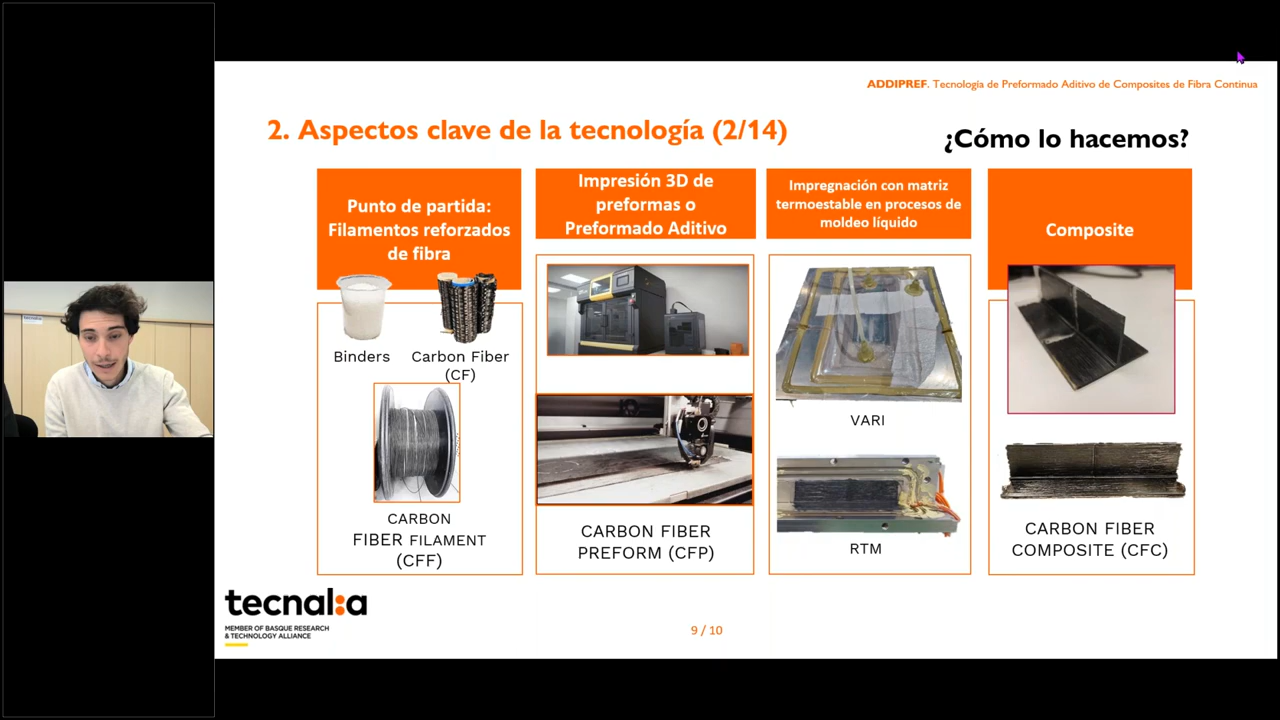 ADDIPREF. Tecnología de Preformado Aditivo de Composites de Fibra Continua
2. Aspectos clave de la tecnología (2/14)
¿Cómo lo hacemos?
Punto de partida:
Filamentos reforzados
de fibra
Binders
Carbon Fiber
(CF)
CARBON
FIBER FILAMENT
(CFF)
Impresión 3D de
preformas o
Preformado Aditivo
CARBON FIBER
PREFORM (CFP)
Impregnación con matriz
termoestable en procesos de
moldeo líquido
VARI
RTM
Composite
CARBON FIBER
COMPOSITE (CFC)
tecnal:a
MEMBER OF BASQUE RESEARCH
& TECHNOLOGY ALLIANCE
9 / 10